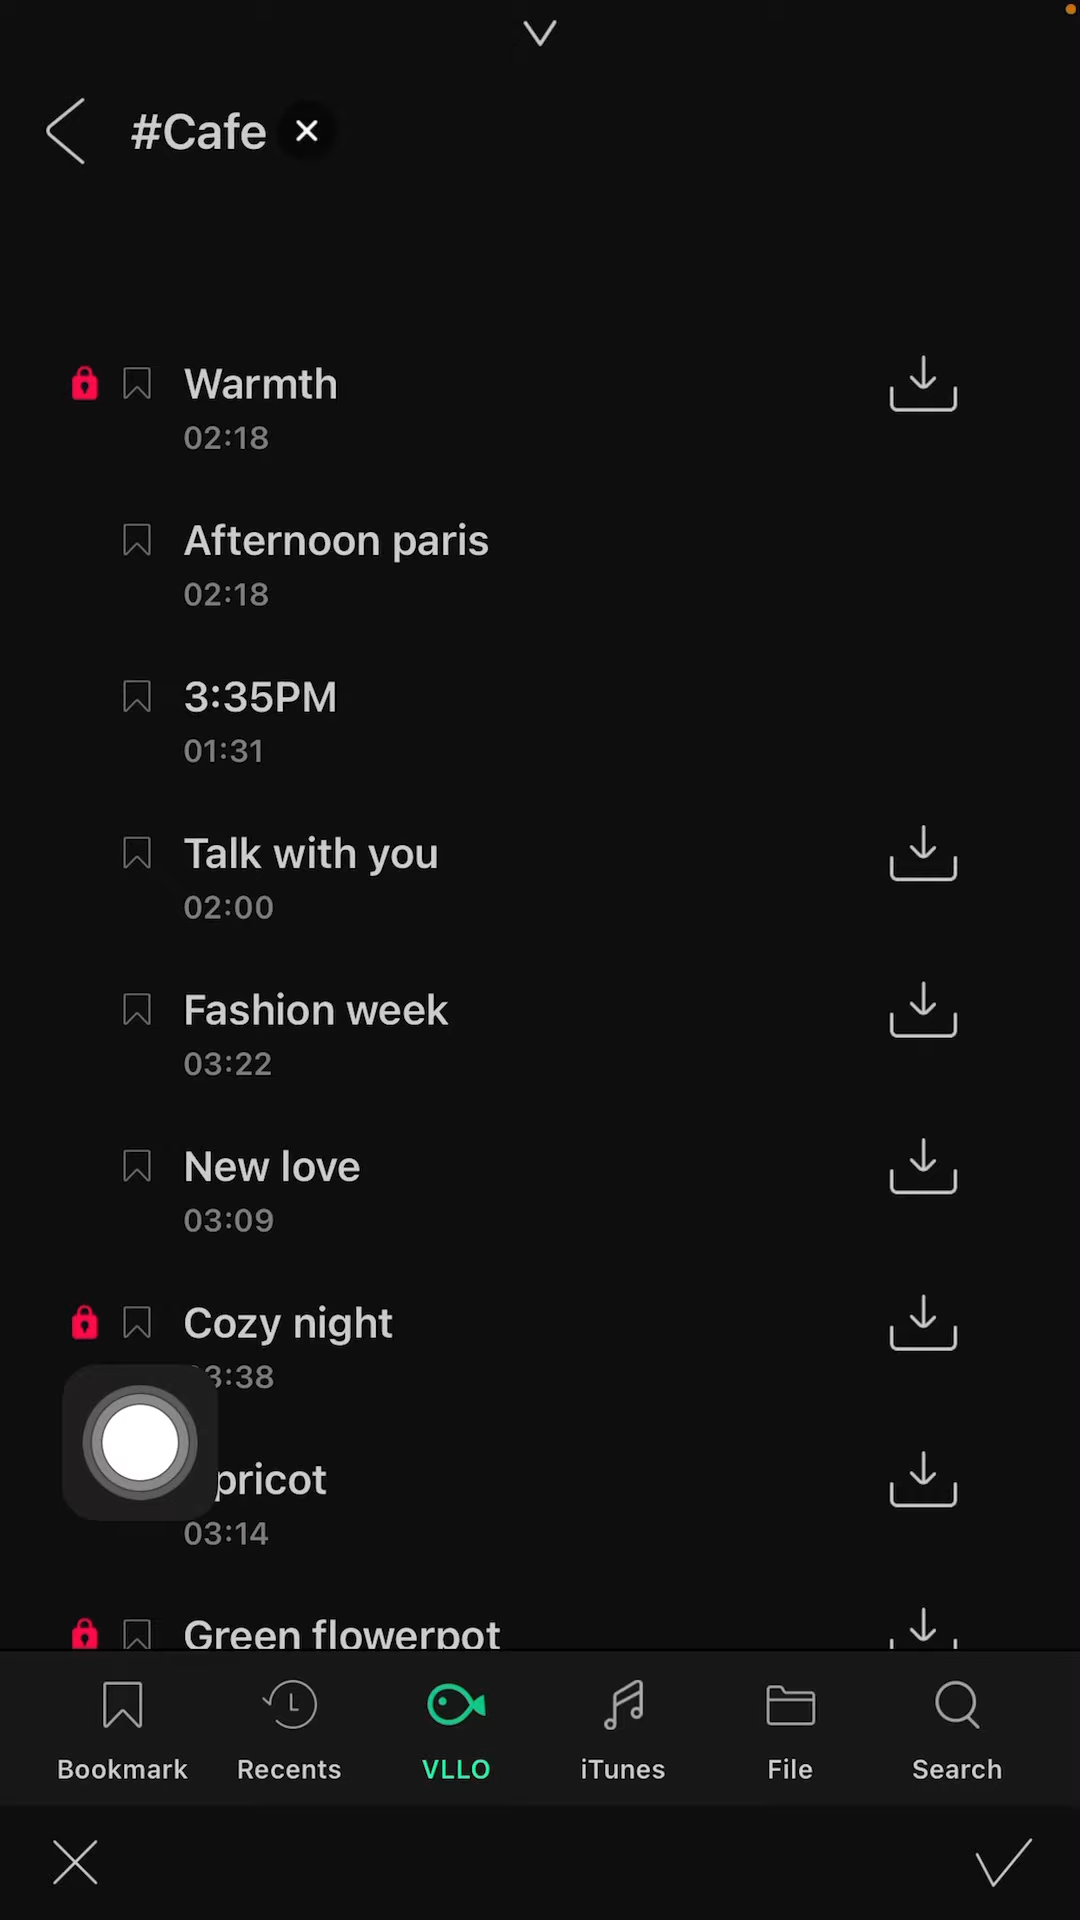 #Cafe
Warmth
02:18
Afternoon paris
02:18
3:35PM
01:31
Talk with you
02:00
Fashion week
03:22
New love
03:09
Cozy night
3:38
pricot
03:14
Green flowerpot
Bookmark Recents VLLO iTunes File Search